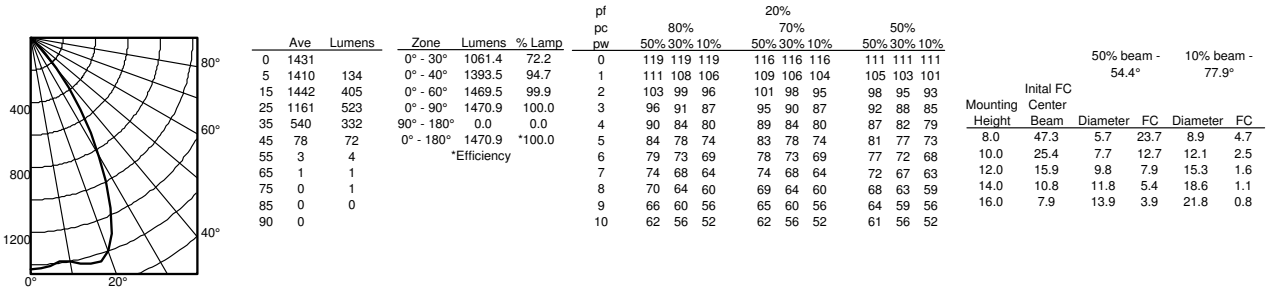 400
800
1200
80°
60°
40°
0°
20°
Ave Lumens
0 1431
5 1410 134
15 1442 405
25 1161 523
35 540 332
45 78 72
55 3 4
65 1 1
75 0 1
85 0 0
90 0
Zone Lumens % Lamp
0° - 30° 1061.4 72.2
0° - 40° 1393.5 94.7
0° - 60° 1469.5 99.9
0° - 90° 1470.9 100.0
90° - 180° 0.0 0.0
0° - 180° 1470.9 *100.0
*Efficiency
pf 20%
pc 80% 70% 50%
pw 50% 30% 10% 50% 30% 10% 50% 30% 10%
0 119 119 119 116 116 116 111 111 111
1 111 108 106 109 106 104 105 103 101
2 103 99 96 101 98 95 98 95 93
3 96 91 87 95 90 87 92 88 85
4 90 84 80 89 84 80 87 82 79
5 84 78 74 83 78 74 81 77 73
6 79 73 69 78 73 69 77 72 68
7 74 68 64 74 68 64 72 67 63
8 70 64 60 69 64 60 68 63 59
9 66 60 56 65 60 56 64 59 56
10 62 56 52 62 56 52 61 56 52
50% beam - 10% beam -
54.4° 77.9°
Inital FC
Mounting Center
Height Beam Diameter FC Diameter FC
8.0 47.3 5.7 23.7 8.9 4.7
10.0 25.4 7.7 12.7 12.1 2.5
12.0 15.9 9.8 7.9 15.3 1.6
14.0 10.8 11.8 5.4 18.6 1.1
16.0 7.9 13.9 3.9 21.8 0.8